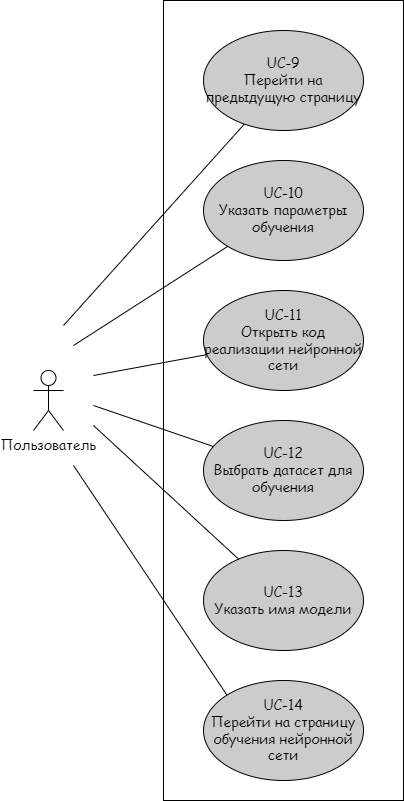 UC-9
Перейти на
предыдущую страницу
UC-10
Указать параметры
обучения
UC-11
Открыть код
реализации нейронной
сети
Пользователь
UC-12
Выбрать датасет для
обучения
UC-13
Указать имя модели
UC-14
Перейти на страницу
обучения нейронной
сети